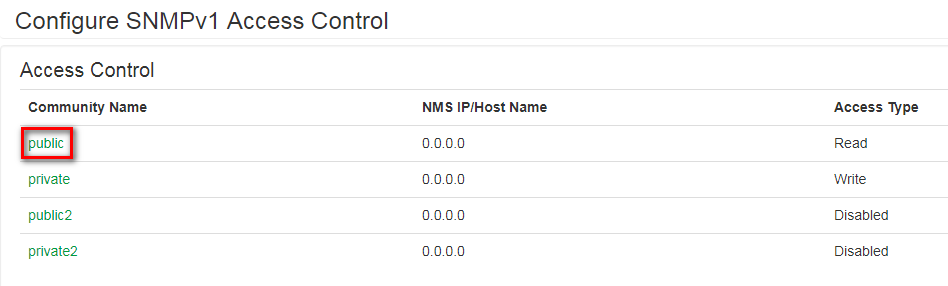 Configure SNMPv1 Access Control
Access Control
Community Name NMS IP/Host Name Access Type
public 0.0.0.0 Read
private 0.0.0.0 Write
public2 0.0.0.0 Disabled
private2 0.0.0.0 Disabled